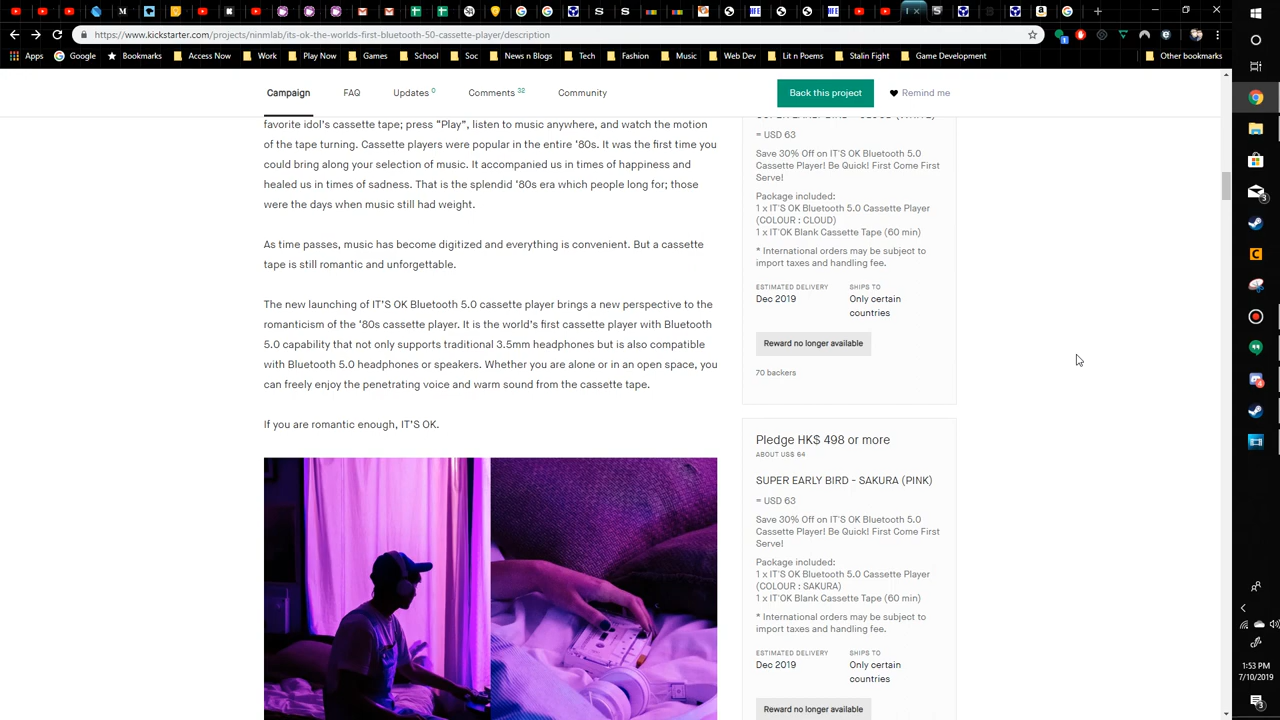 https://www.kickstarter.com/projects/ninmlab/its-ok-the-worlds-first-bluetooth-50-cassette-player/description
Apps Google Bookmarks Access Now Work Play Now Games School Soc News n Blogs Tech Fashion Music Web Dev Lit n Poems Stalin Fight Game Development Other bookmarks
Campaign FAQ Updates 0 Comments 32 Community Back this project Remind me
favorite idol's cassette tape; press “Play”, listen to music anywhere, and watch the motion
of the tape turning. Cassette players were popular in the entire ‘80s. It was the first time you
could bring along your selection of music. It accompanied us in times of happiness and
healed us in times of sadness. That is the splendid ‘80s era which people long for; those
were the days when music still had weight.
As time passes, music has become digitized and everything is convenient. But a cassette
tape is still romantic and unforgettable.
The new launching of IT’S OK Bluetooth 5.0 cassette player brings a new perspective to the
romanticism of the ‘80s cassette player. It is the world’s first cassette player with Bluetooth
5.0 capability that not only supports traditional 3.5mm headphones but is also compatible
with Bluetooth 5.0 headphones or speakers. Whether you are alone or in an open space, you
can freely enjoy the penetrating voice and warm sound from the cassette tape.
If you are romantic enough, IT’S OK.
SUPER EARLY BIRD - CLOUD (WHITE)
= USD 63
Save 30% Off on IT'S OK Bluetooth 5.0
Cassette Player! Be Quick! First Come First
Serve!
Package included:
1 x IT'S OK Bluetooth 5.0 Cassette Player
(COLOUR : CLOUD)
1 x IT'OK Blank Cassette Tape (60 min)
* International orders may be subject to
import taxes and handling fee.
ESTIMATED DELIVERY SHIPS TO
Dec 2019 Only certain
countries
Reward no longer available
70 backers
Pledge HK$ 498 or more
ABOUT US$ 64
SUPER EARLY BIRD - SAKURA (PINK)
= USD 63
Save 30% Off on IT'S OK Bluetooth 5.0
Cassette Player! Be Quick! First Come First
Serve!
Package included:
1 x IT'S OK Bluetooth 5.0 Cassette Player
(COLOUR : SAKURA)
1 x IT'OK Blank Cassette Tape (60 min)
* International orders may be subject to
import taxes and handling fee.
ESTIMATED DELIVERY SHIPS TO
Dec 2019 Only certain
countries
Reward no longer available
1:53 PM
7/10/2019